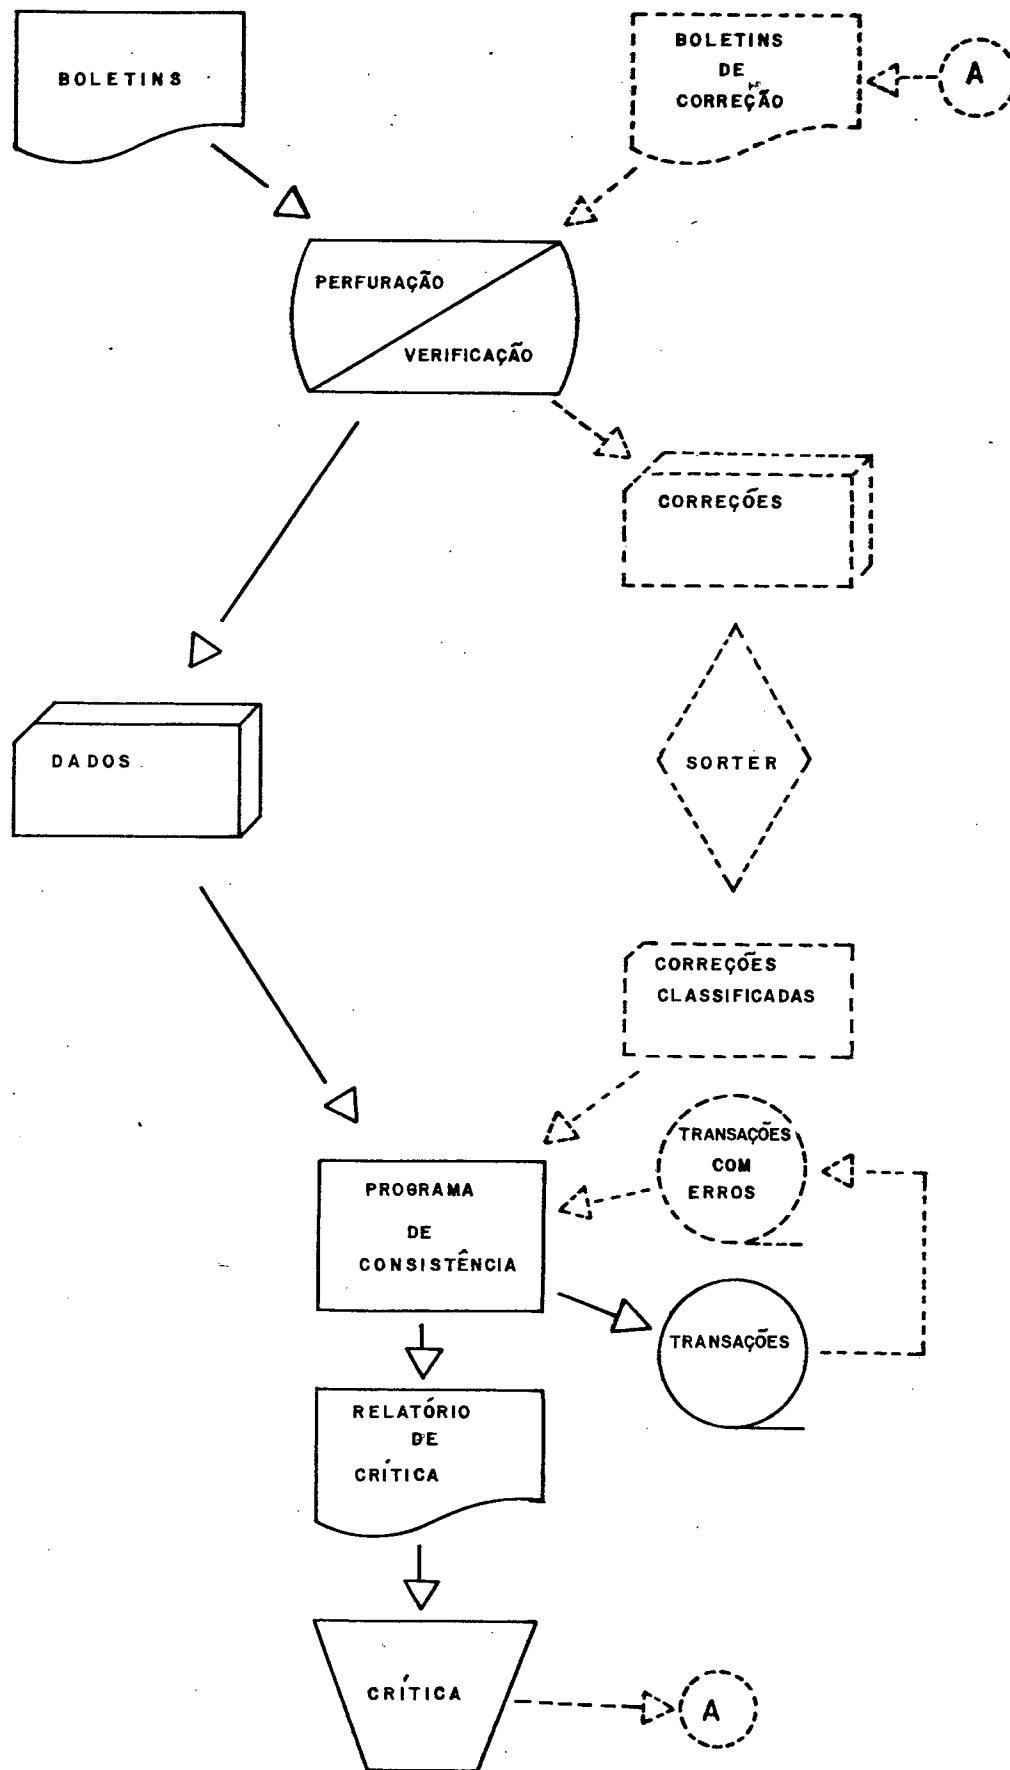 BOLETINS
BOLETINS
DE
CORREÇÃO
A
PERFURAÇÃO
VERIFICAÇÃO
CORREÇÕES
DADOS
SORTER
CORREÇÕES
CLASSIFICADAS
TRANSAÇÕES
COM
ERROS
PROGRAMA
DE
CONSISTÊNCIA
TRANSAÇÕES
RELATÓRIO
DE
CRÍTICA
CRÍTICA
A